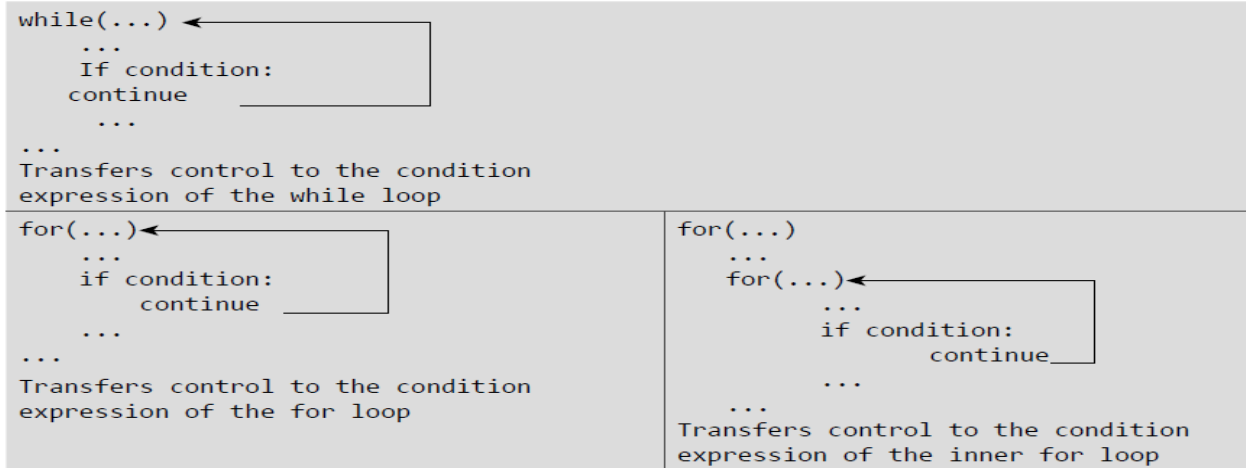 while(...)
...
If condition:
continue
...
...
Transfers control to the condition
expression of the while loop
for(...)
...
if condition:
continue
...
...
Transfers control to the condition
expression of the for loop
for(...)
...
for(...)
...
if condition:
continue
...
...
Transfers control to the condition
expression of the inner for loop